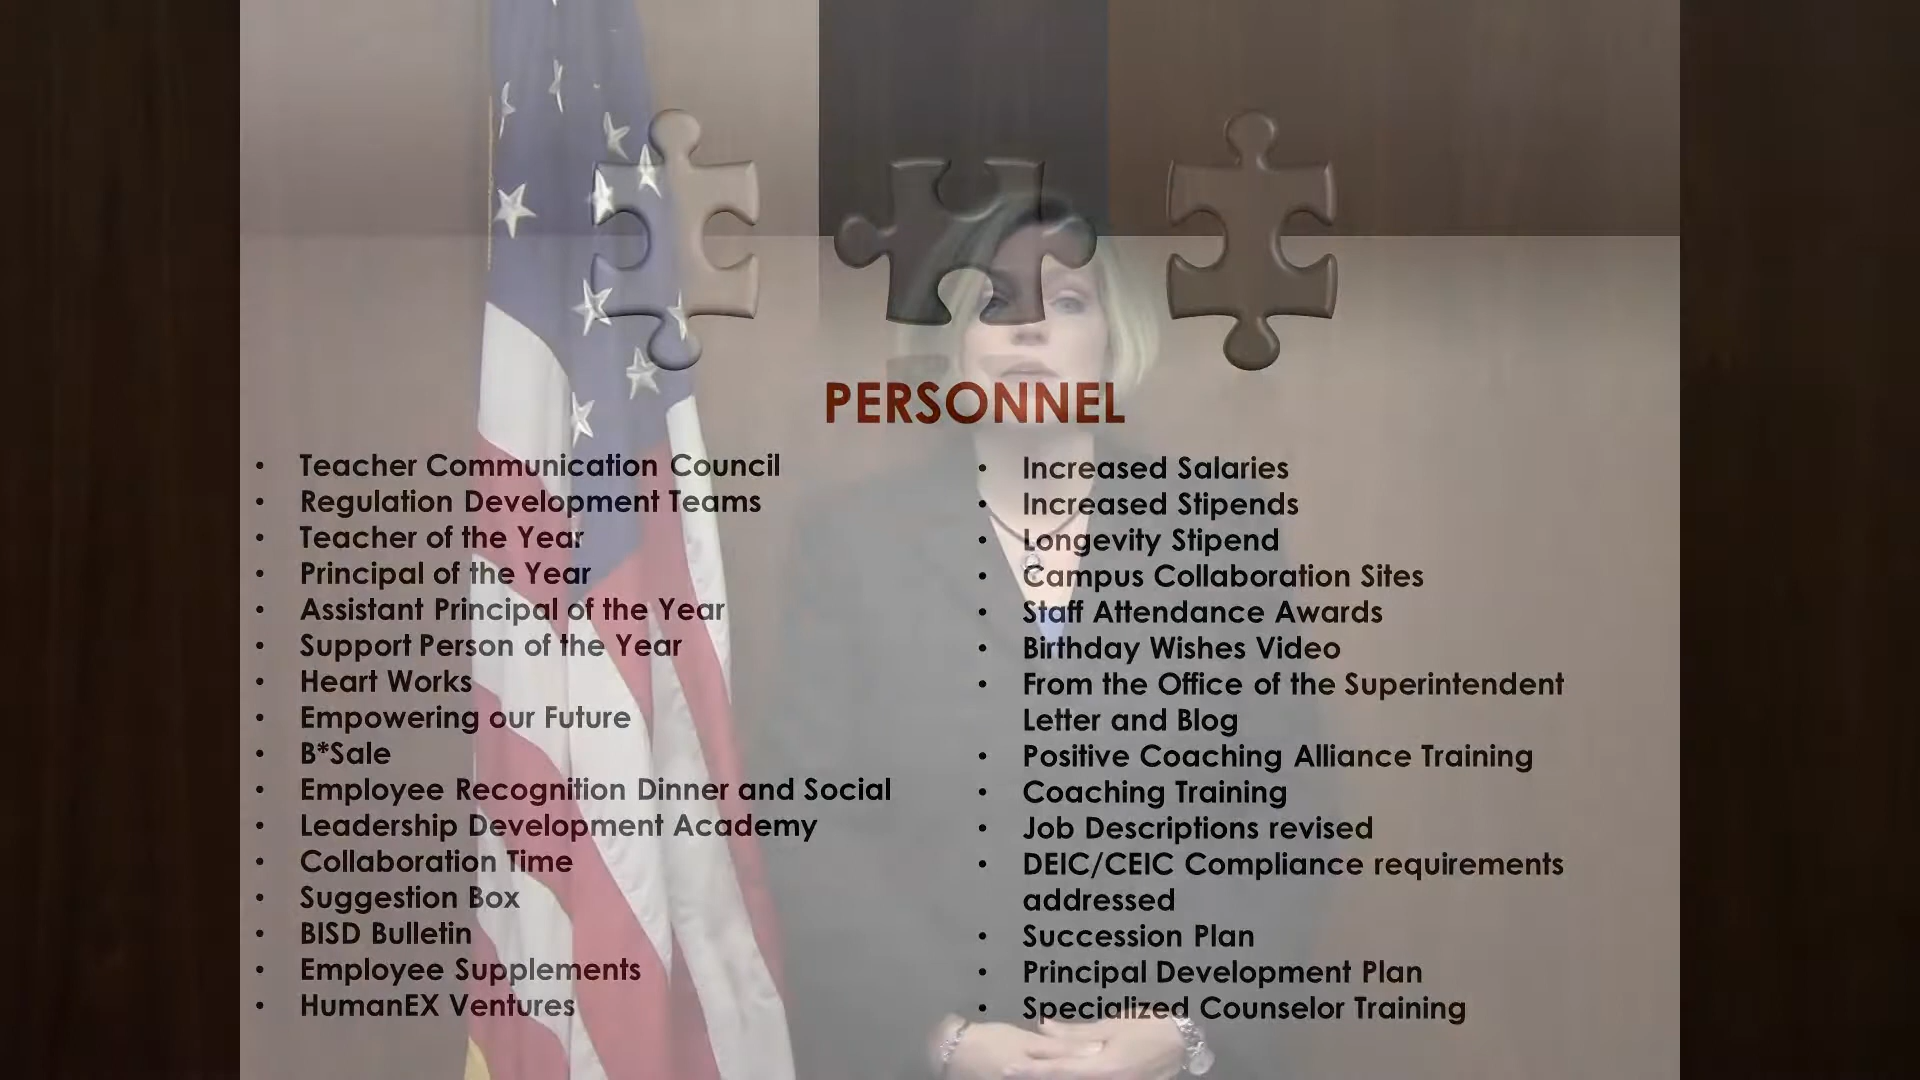 PERSONNEL
• Teacher Communication Council
• Regulation Development Teams
• Teacher of the Year
• Principal of the Year
• Assistant Principal of the Year
• Support Person of the Year
• Heart Works
• Empowering our Future
• B*Sale
• Employee Recognition Dinner and Social
• Leadership Development Academy
• Collaboration Time
• Suggestion Box
• BISD Bulletin
• Employee Supplements
• HumanEX Ventures
• Increased Salaries
• Increased Stipends
• Longevity Stipend
• Campus Collaboration Sites
• Staff Attendance Awards
• Birthday Wishes Video
• From the Office of the Superintendent
Letter and Blog
• Positive Coaching Alliance Training
• Coaching Training
• Job Descriptions revised
• DEIC/CEIC Compliance requirements
addressed
• Succession Plan
• Principal Development Plan
• Specialized Counselor Training